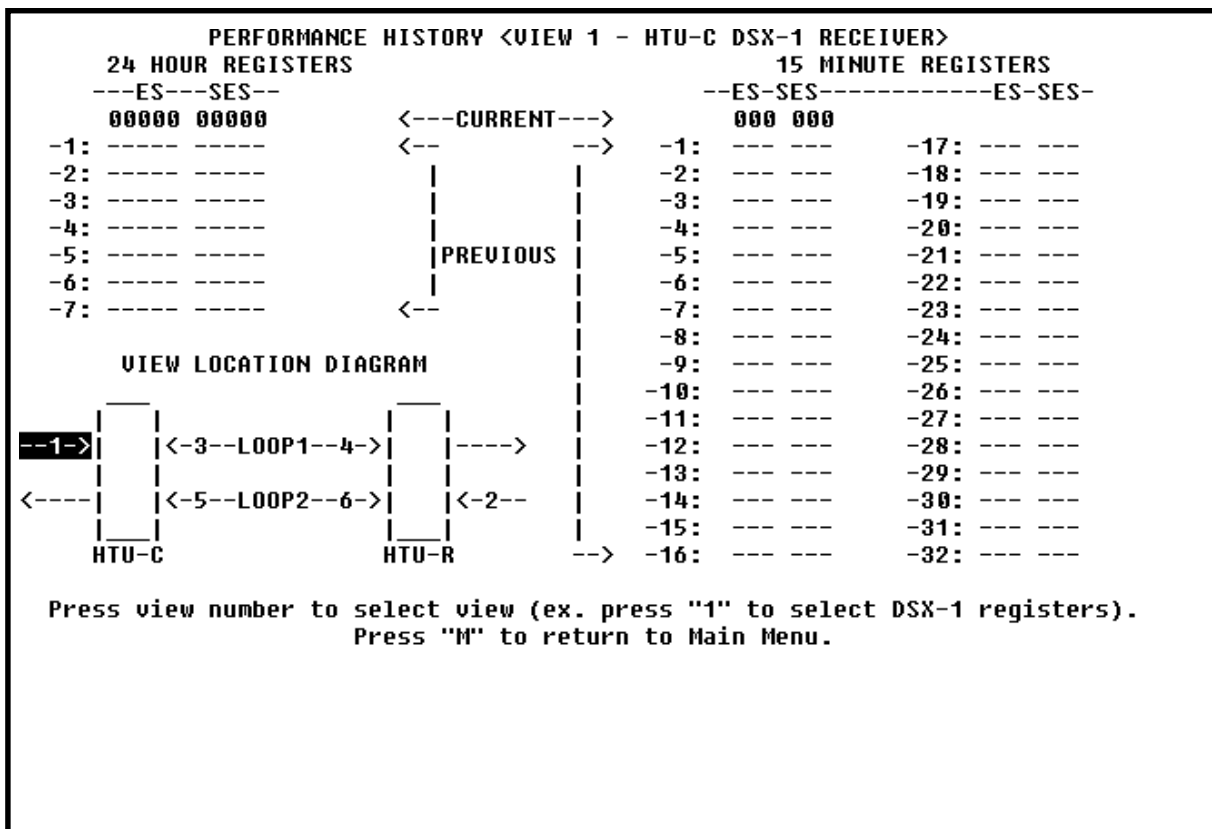 PERFORMANCE HISTORY <VIEW 1 - HTU-C DSX-1 RECEIVER>
24 HOUR REGISTERS                             15 MINUTE REGISTERS
---ES---SES--                        --ES-SES------------ES-SES-
00000 00000         <---CURRENT--->        000 000
-1: ----- -----         <--         -->   -1:  --- ---     -17: --- ---
-2: ----- -----           |         |     -2:  --- ---     -18: --- ---
-3: ----- -----           |         |     -3:  --- ---     -19: --- ---
-4: ----- -----           |         |     -4:  --- ---     -20: --- ---
-5: ----- -----           |PREVIOUS |     -5:  --- ---     -21: --- ---
-6: ----- -----           |         |     -6:  --- ---     -22: --- ---
-7: ----- -----         <--         |     -7:  --- ---     -23: --- ---
|     -8:  --- ---     -24: --- ---
VIEW LOCATION DIAGRAM          |     -9:  --- ---     -25: --- ---
___                ___          |    -10:  --- ---     -26: --- ---
|   |              |   |         |    -11:  --- ---     -27: --- ---
--1->|   |<-3--LOOP1--4->|   |---->    |    -12:  --- ---     -28: --- ---
|   |              |   |         |    -13:  --- ---     -29: --- ---
<----|   |<-5--LOOP2--6->|   |<-2--    |    -14:  --- ---     -30: --- ---
|___|              |___|         |    -15:  --- ---     -31: --- ---
HTU-C              HTU-R        -->  -16:  --- ---     -32: --- ---
Press view number to select view (ex. press "1" to select DSX-1 registers).
Press "M" to return to Main Menu.